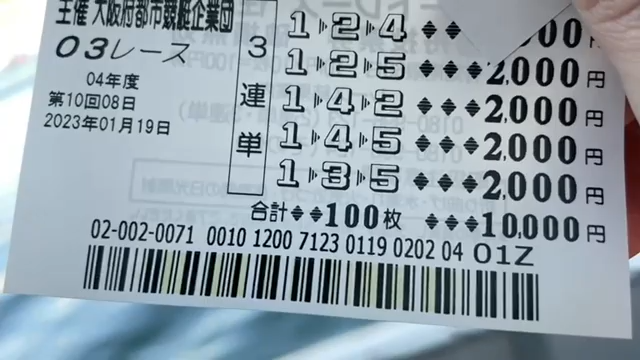 主催 大阪府都市競艇企業団
03レース
04年度
第10回08日
2023年01月19日
3連単
1▷2▷4 ◆◆ 000円
1▷2▷5 ◆◆◆2,000円
1▷4▷2 ◆◆◆2,000円
1▷4▷5 ◆◆◆2,000円
1▷3▷5 ◆◆◆2,000円
合計◆◆100枚 ◆◆◆10,000円
02-002-0071 0010 1200 7123 0119 0202 04 01Z